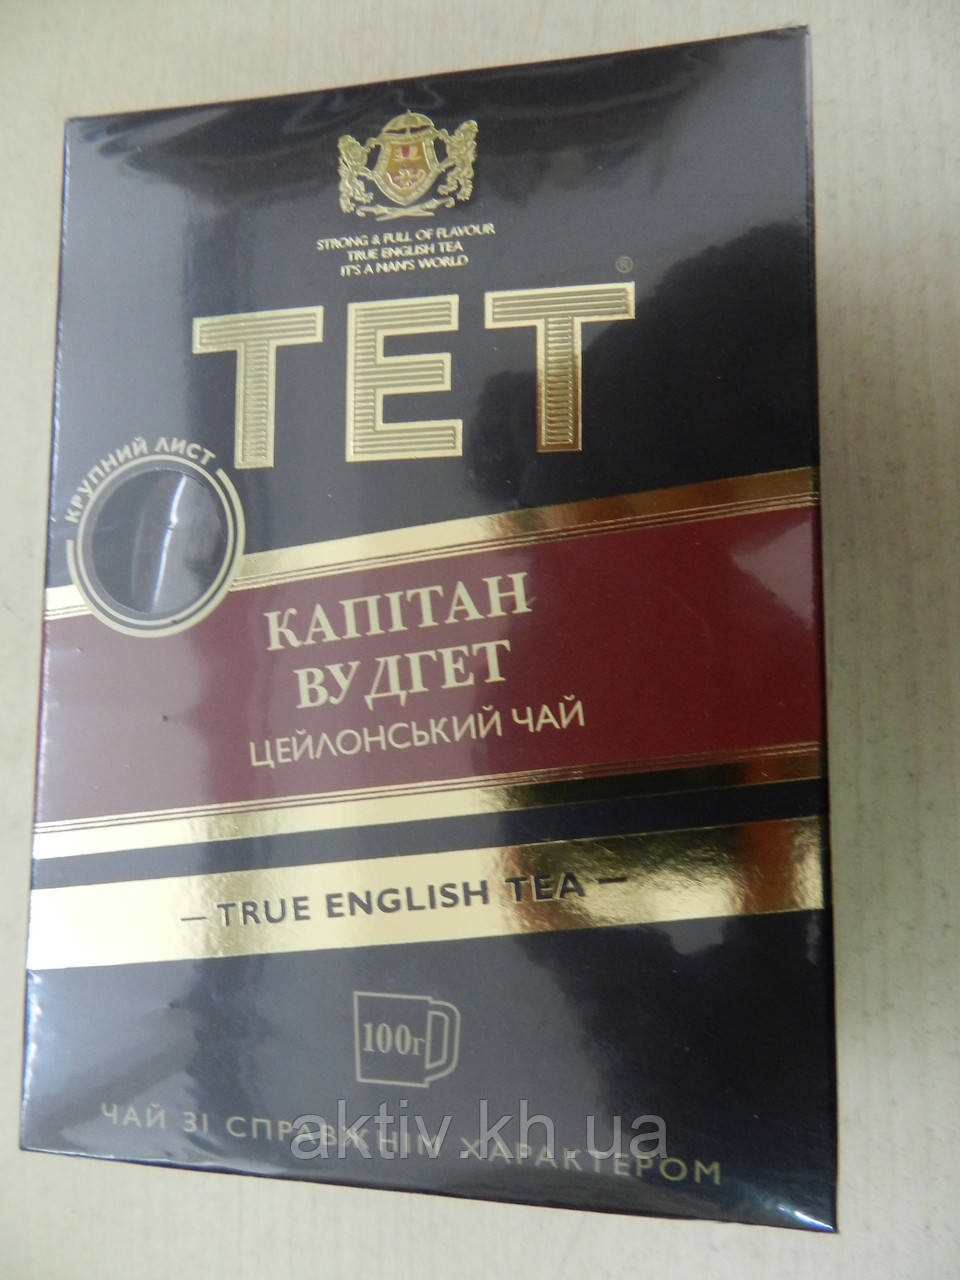 STRONG & FULL OF FLAVOUR
TRUE ENGLISH TEA
IT'S A MAN'S WORLD
ТЕТ ®
КРУПНИЙ ЛИСТ
КАПІТАН
ВУДГЕТ
ЦЕЙЛОНСЬКИЙ ЧАЙ
— TRUE ENGLISH TEA —
100г
ЧАЙ ЗІ СПРАВЖНІМ ХАРАКТЕРОМ
aktiv.kh.ua